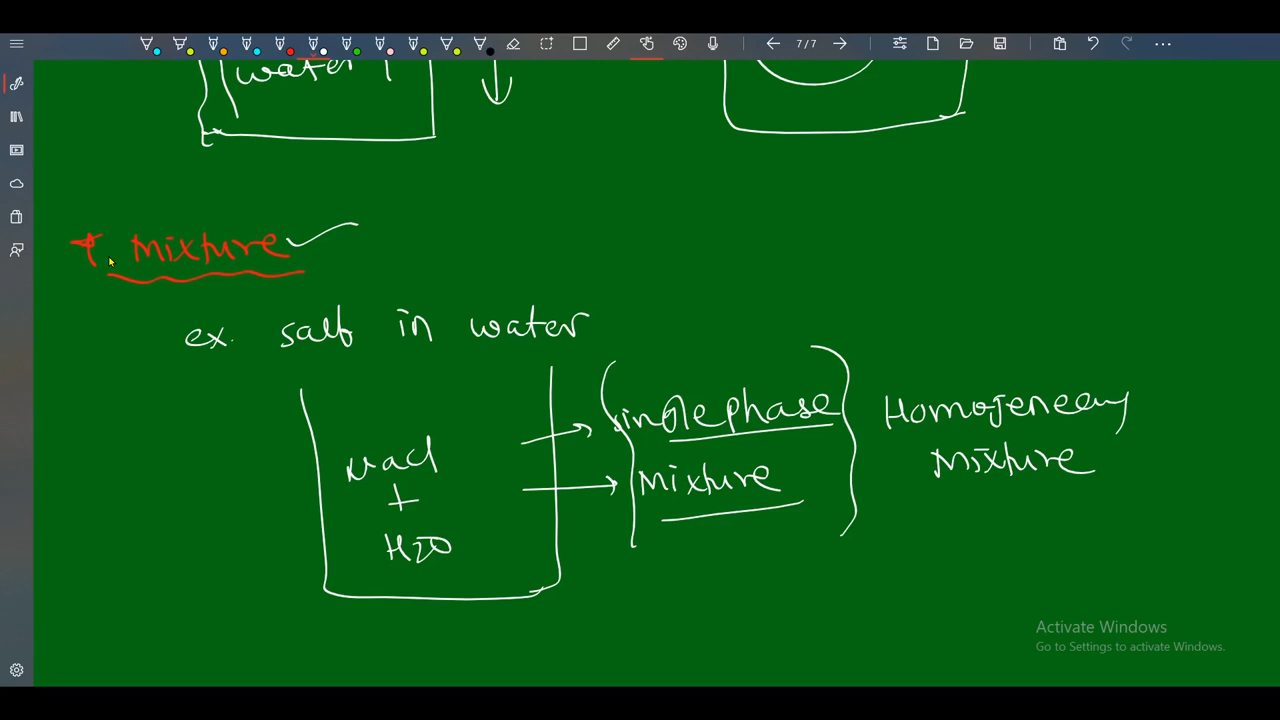 water
7/7
* Mixture
ex. salt in water
Nacl
+
H2O
single phase
Mixture
Homojeneouy
Mixture
Activate Windows
Go to Settings to activate Windows.